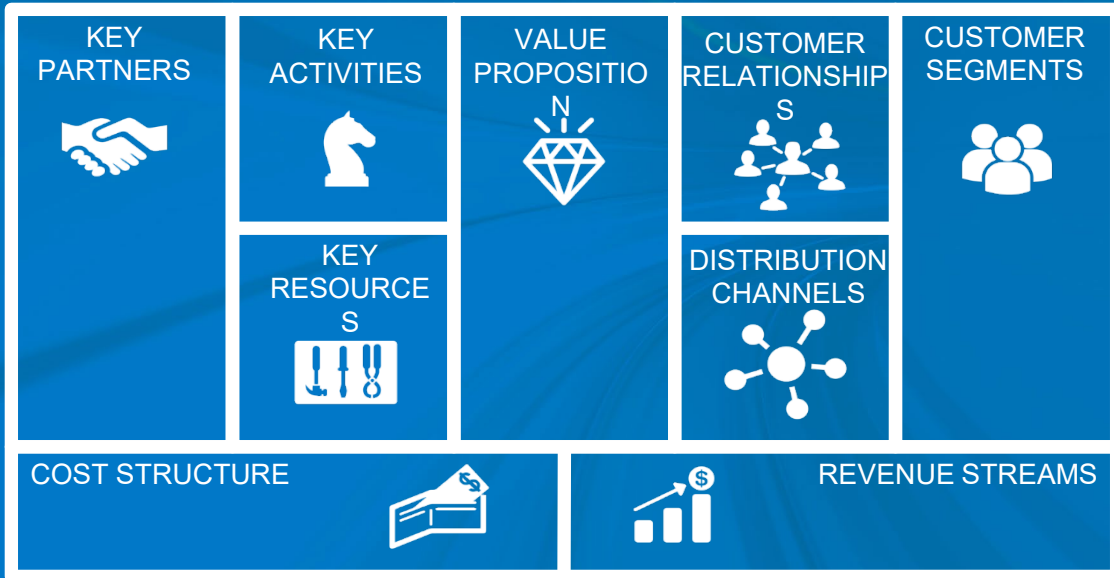 KEY
PARTNERS
KEY
ACTIVITIES
VALUE
PROPOSITIO
N
CUSTOMER
RELATIONSHIP
S
CUSTOMER
SEGMENTS
KEY
RESOURCE
S
DISTRIBUTION
CHANNELS
COST STRUCTURE
$
$
REVENUE STREAMS